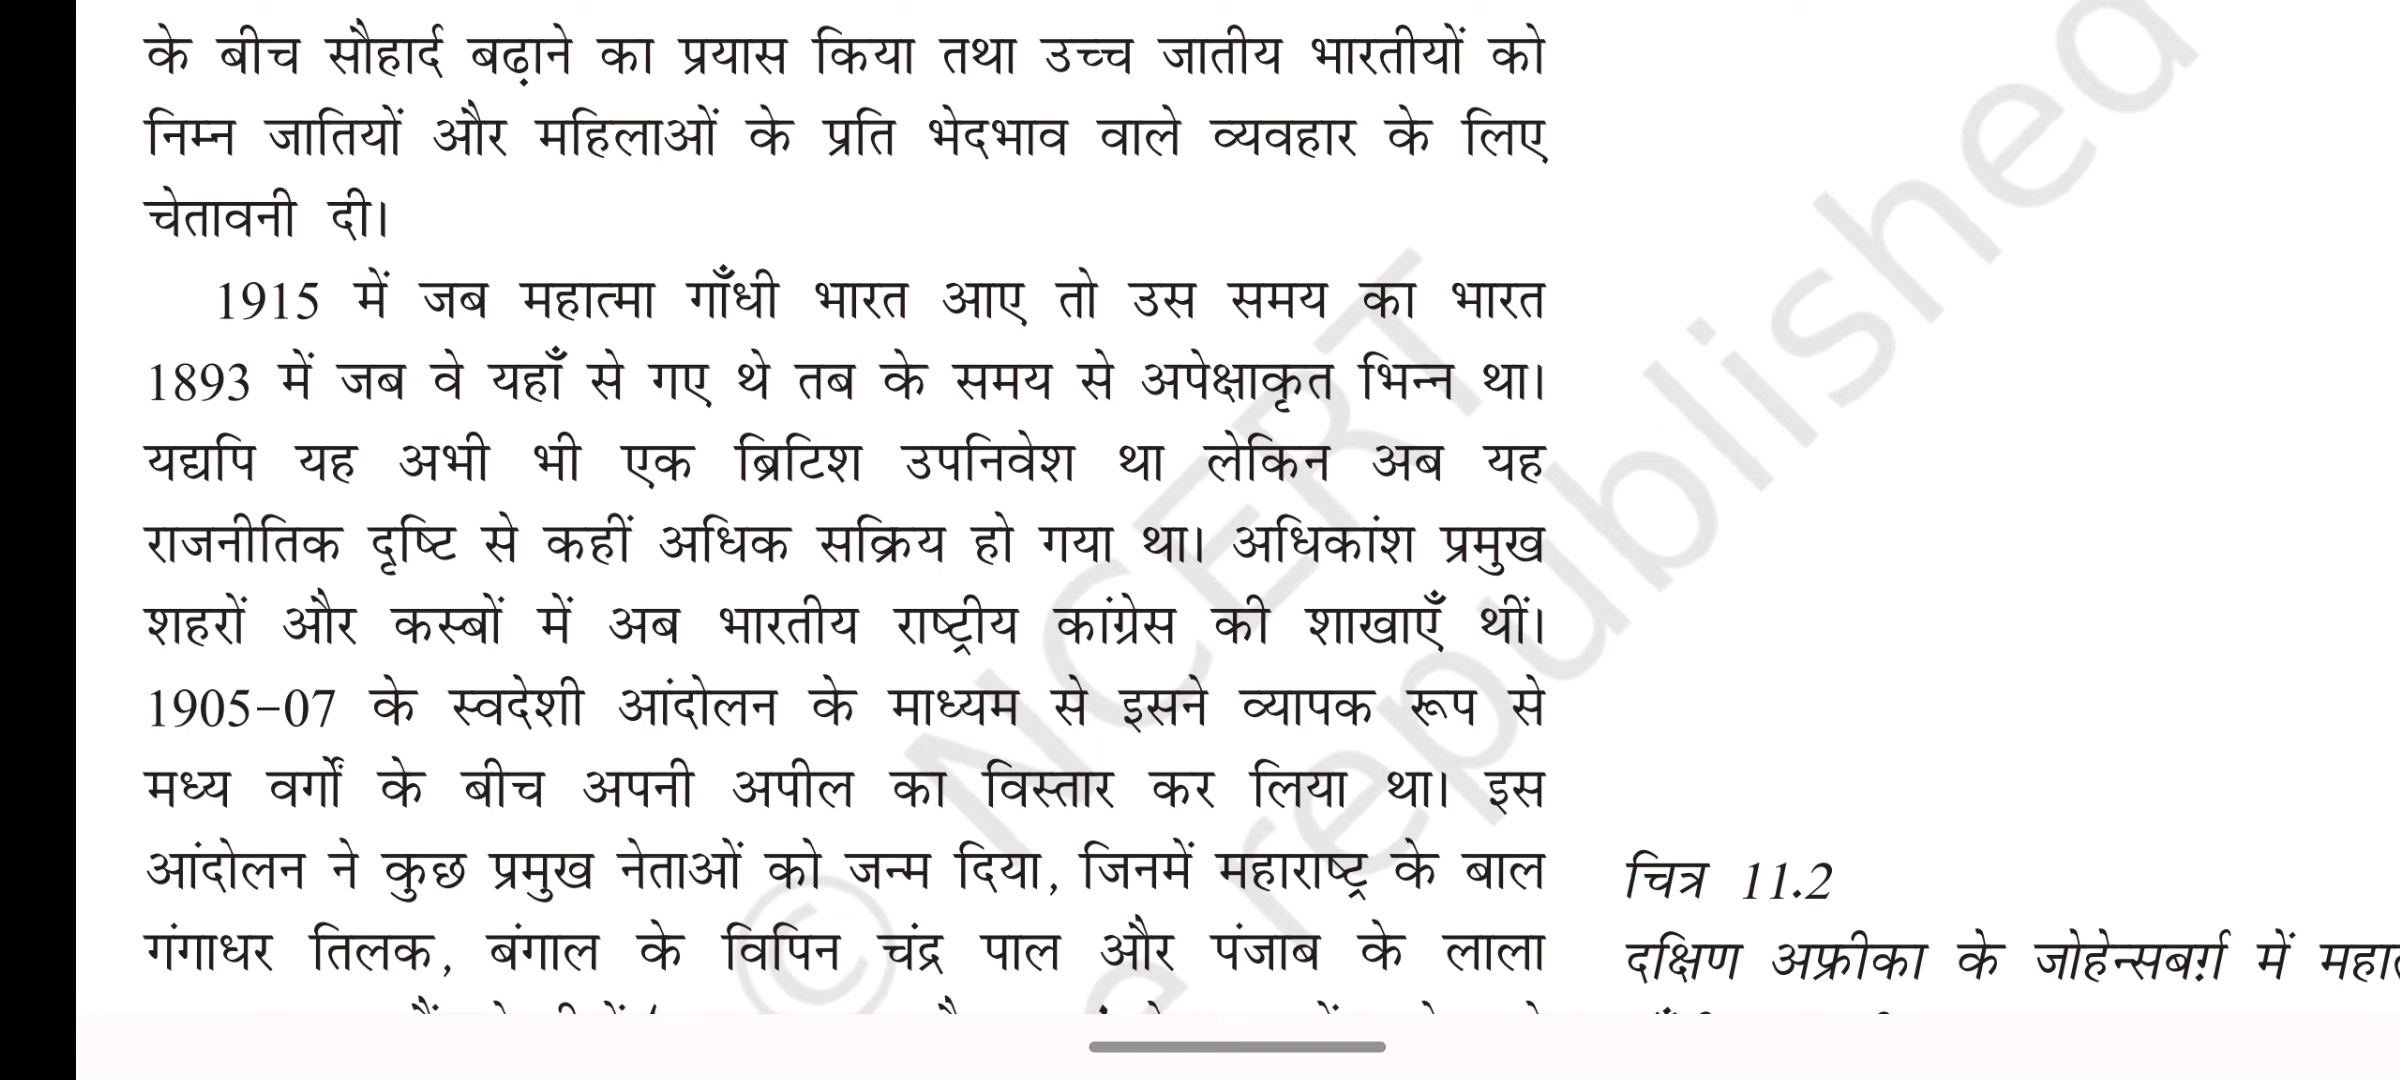 के बीच सौहार्द बढ़ाने का प्रयास किया तथा उच्च जातीय भारतीयों को
निम्न जातियों और महिलाओं के प्रति भेदभाव वाले व्यवहार के लिए
चेतावनी दी।
1915 में जब महात्मा गाँधी भारत आए तो उस समय का भारत
1893 में जब वे यहाँ से गए थे तब के समय से अपेक्षाकृत भिन्न था।
यद्यपि यह अभी भी एक ब्रिटिश उपनिवेश था लेकिन अब यह
राजनीतिक दृष्टि से कहीं अधिक सक्रिय हो गया था। अधिकांश प्रमुख
शहरों और कस्बों में अब भारतीय राष्ट्रीय कांग्रेस की शाखाएँ थीं।
1905-07 के स्वदेशी आंदोलन के माध्यम से इसने व्यापक रूप से
मध्य वर्गों के बीच अपनी अपील का विस्तार कर लिया था। इस
आंदोलन ने कुछ प्रमुख नेताओं को जन्म दिया, जिनमें महाराष्ट्र के बाल
गंगाधर तिलक, बंगाल के विपिन चंद्र पाल और पंजाब के लाला
चित्र 11.2
दक्षिण अफ्रीका के जोहेन्सबर्ग़ में
© NCERT
republished